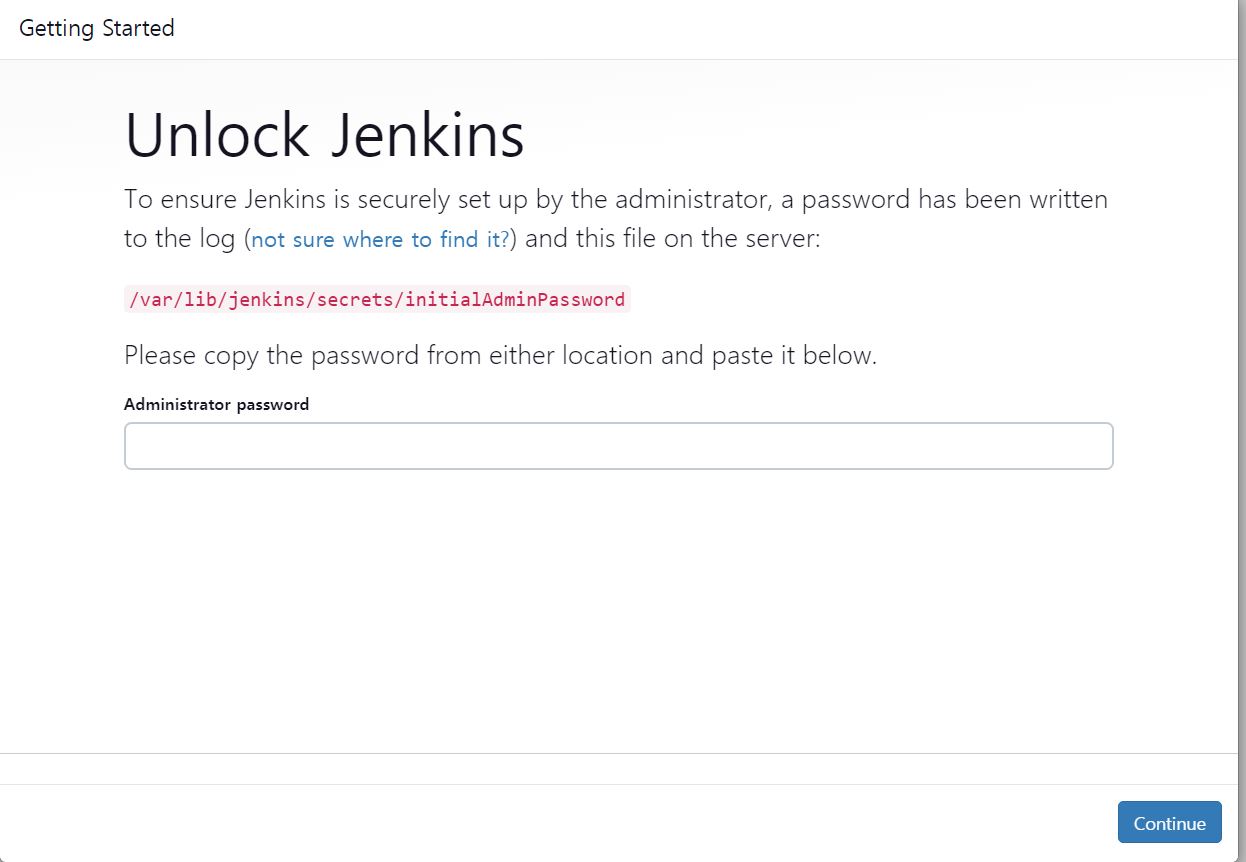 Getting Started
Unlock Jenkins
To ensure Jenkins is securely set up by the administrator, a password has been written
to the log (not sure where to find it?) and this file on the server:
/var/lib/jenkins/secrets/initialAdminPassword
Please copy the password from either location and paste it below.
Administrator password
Continue